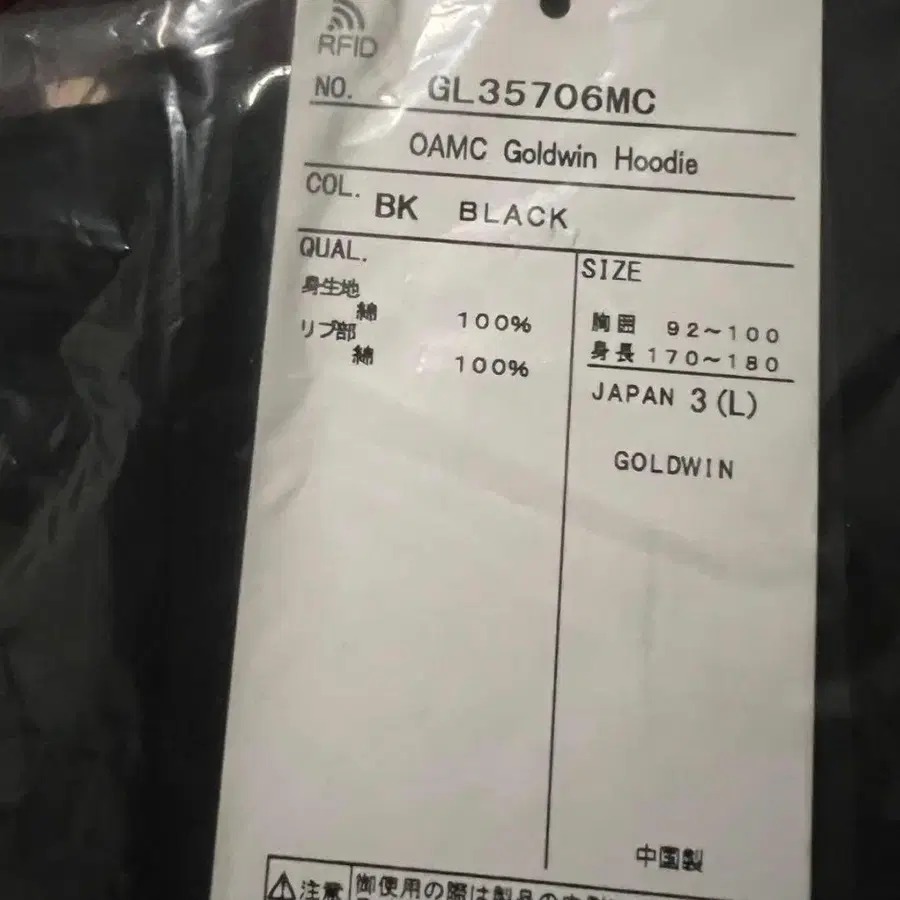 RFID
NO. GL35706MC
OAMC Goldwin Hoodie
COL. BK BLACK
QUAL.
身生地
綿 100%
リブ部
綿 100%
SIZE
胸囲 92~100
身長 170~180
JAPAN 3(L)
GOLDWIN
中国製
注意
御使用の際は製品の